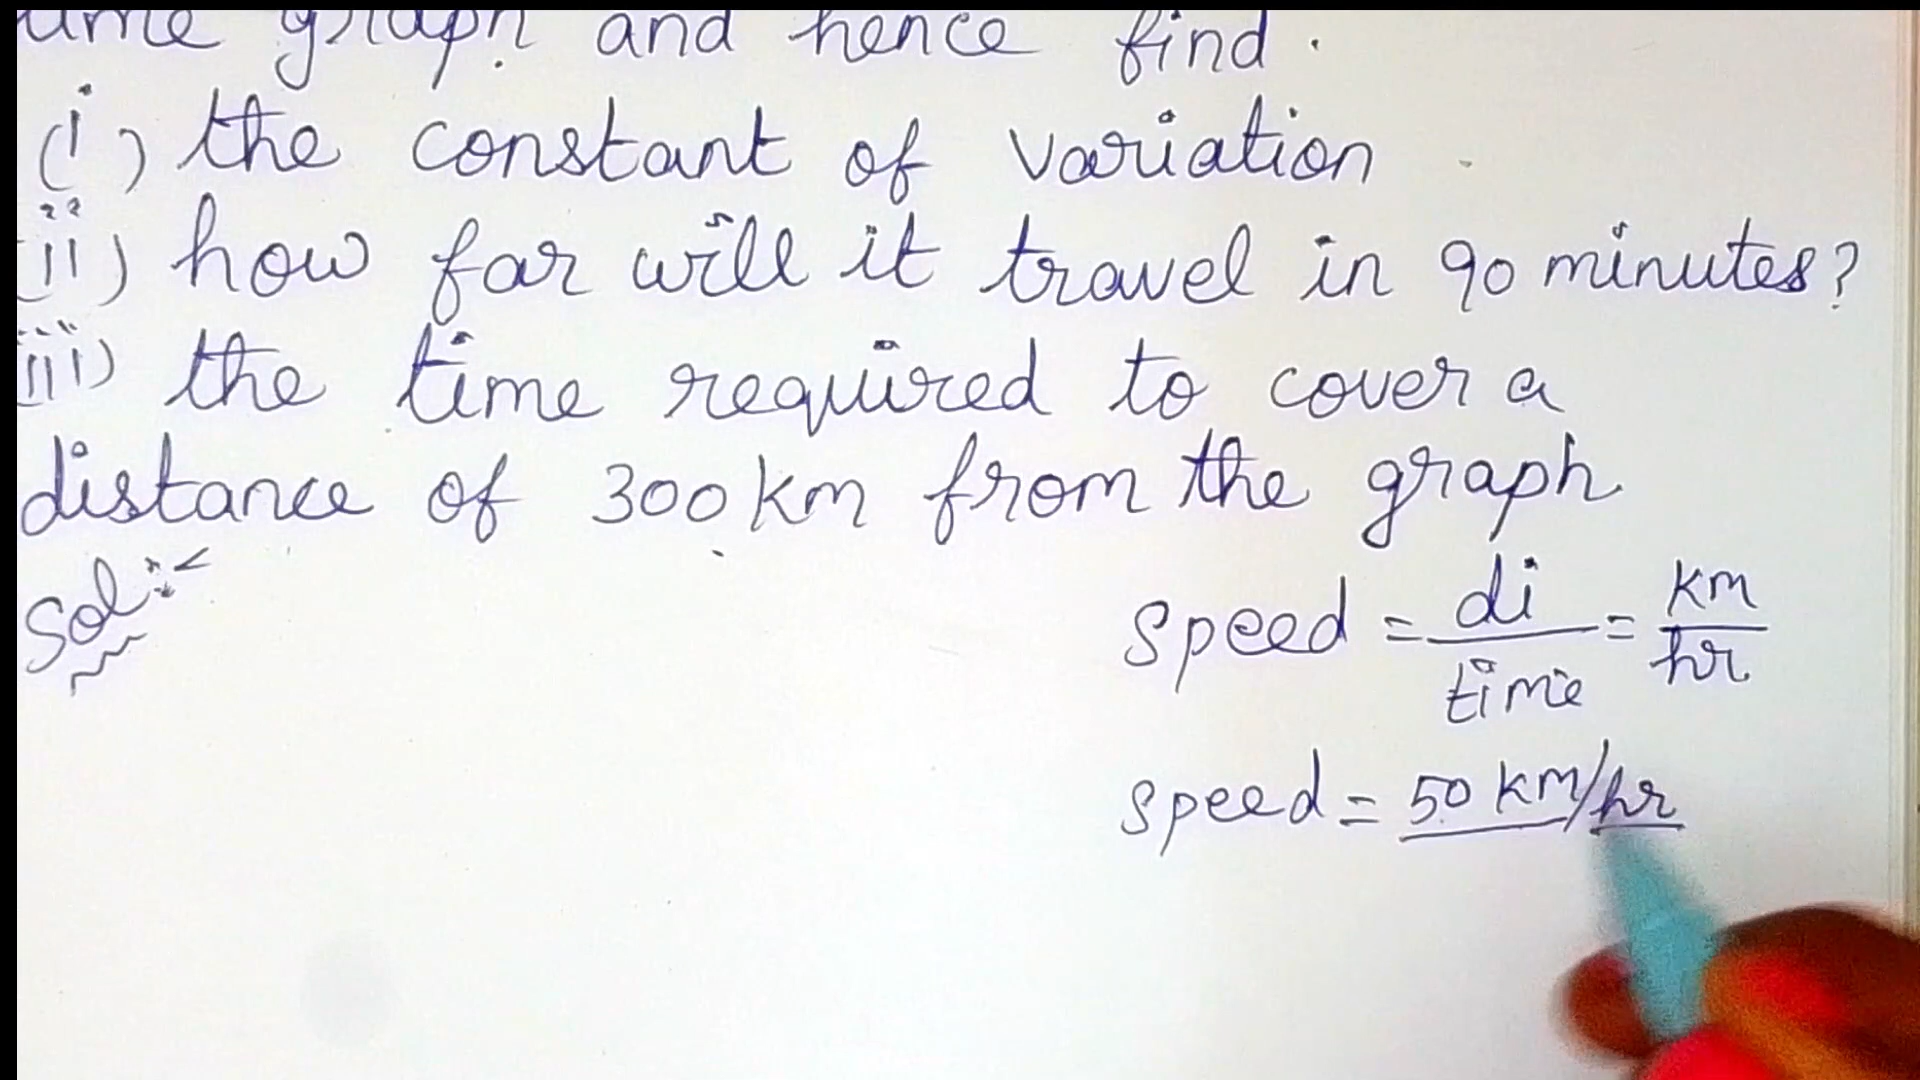 time graph and hence find.
(i) the constant of variation
(ii) how far will it travel in 90 minutes?
(iii) the time required to cover a
distance of 300km from the graph
Sol:-
Speed = di/time = km/hr
Speed = 50 km/hr